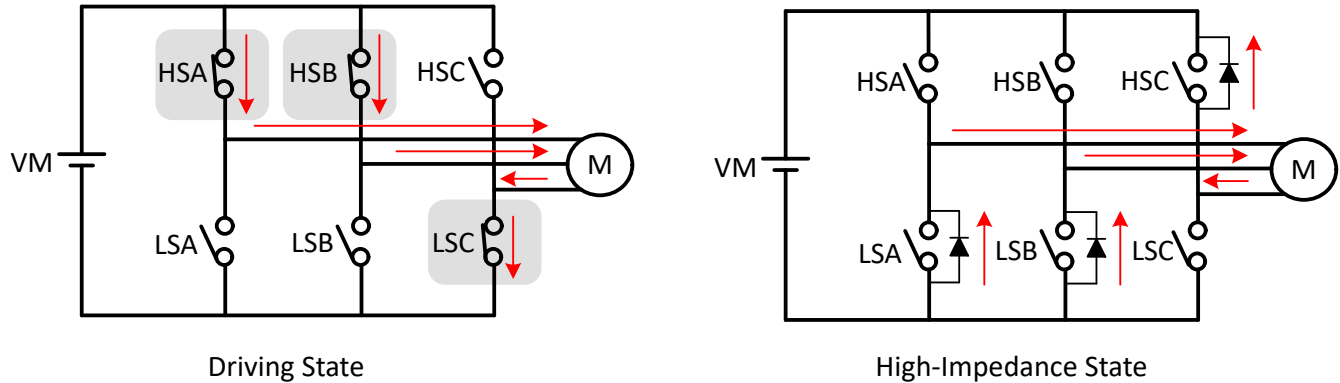 HSA HSB HSC
VM M
LSA LSB LSC
Driving State
HSA HSB HSC
VM M
LSA LSB LSC
High-Impedance State